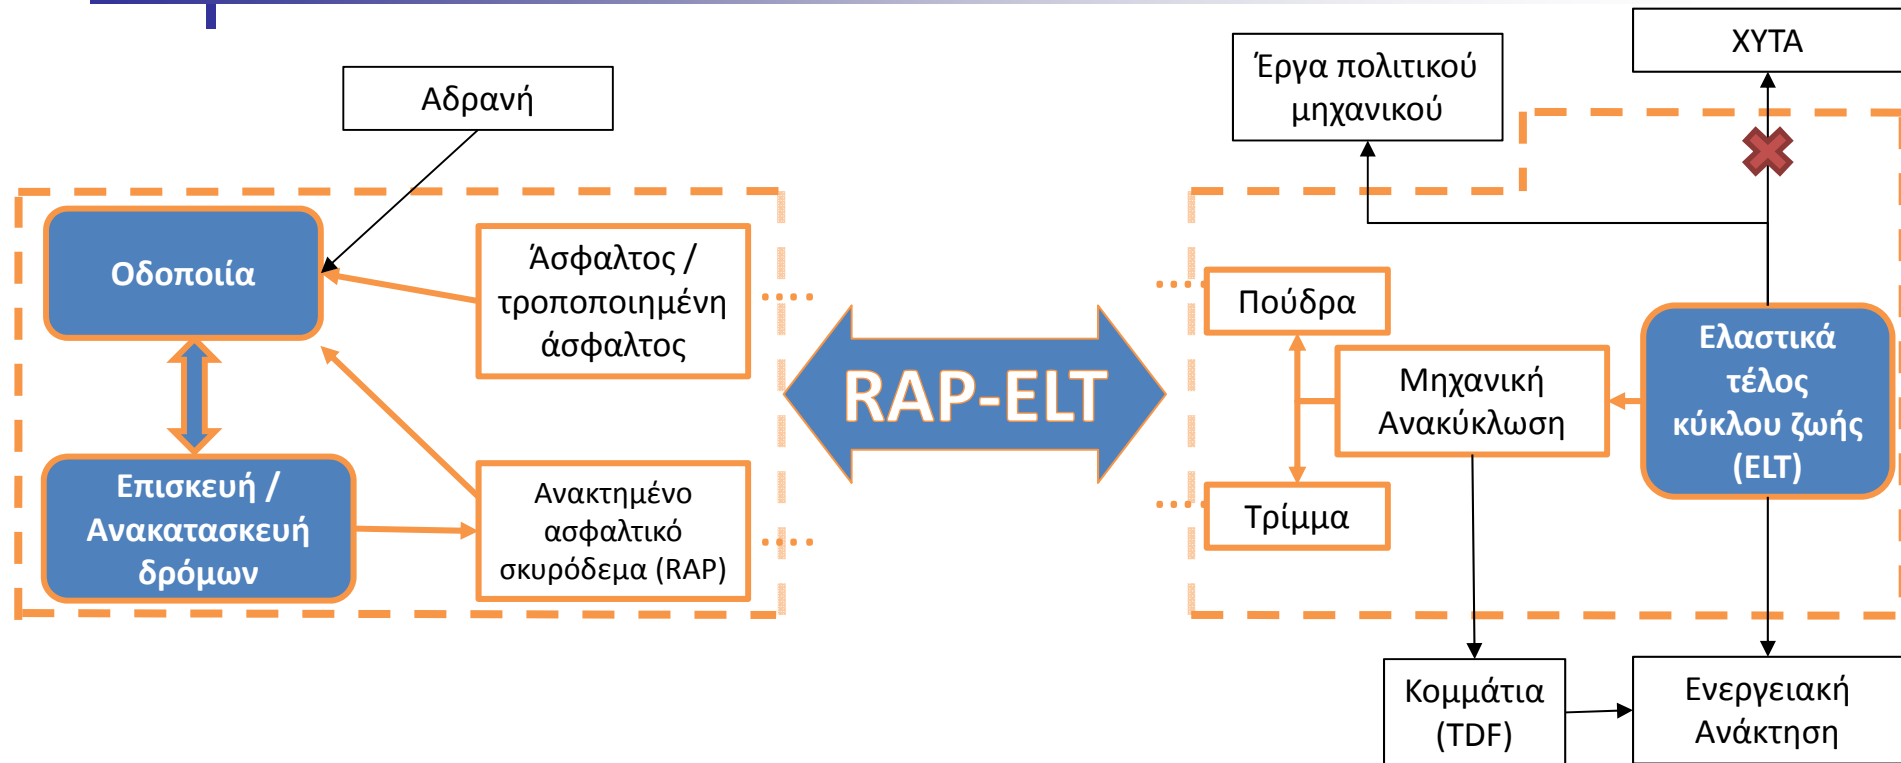 Αδρανή
Οδοποιία
Άσφαλτος /
τροποποιημένη
άσφαλτος
Επισκευή /
Ανακατασκευή
δρόμων
Ανακτημένο
ασφαλτικό
σκυρόδεμα (RAP)
RAP-ELT
Έργα πολιτικού
μηχανικού
ΧΥΤΑ
Πούδρα
Μηχανική
Ανακύκλωση
Τρίμμα
Ελαστικά
τέλος
κύκλου ζωής
(ELT)
Κομμάτια
(TDF)
Ενεργειακή
Ανάκτηση